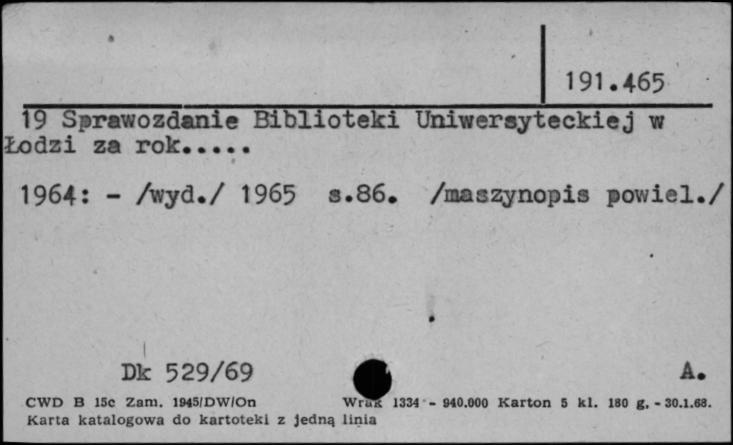 191.465
19 Sprawozdanie Biblioteki Uniwersyteckiej w
Łodzi za rok.....
1964: - /wyd./ 1965 s.86. /maszynopis powiel./
Dk 529/69 A.
CWD B 15c Zam. 1945/DW/On Wrak 1334 - 940.000 Karton 5 kl. 180 g. - 30.1.68.
Karta katalogowa do kartoteki z jedną linia